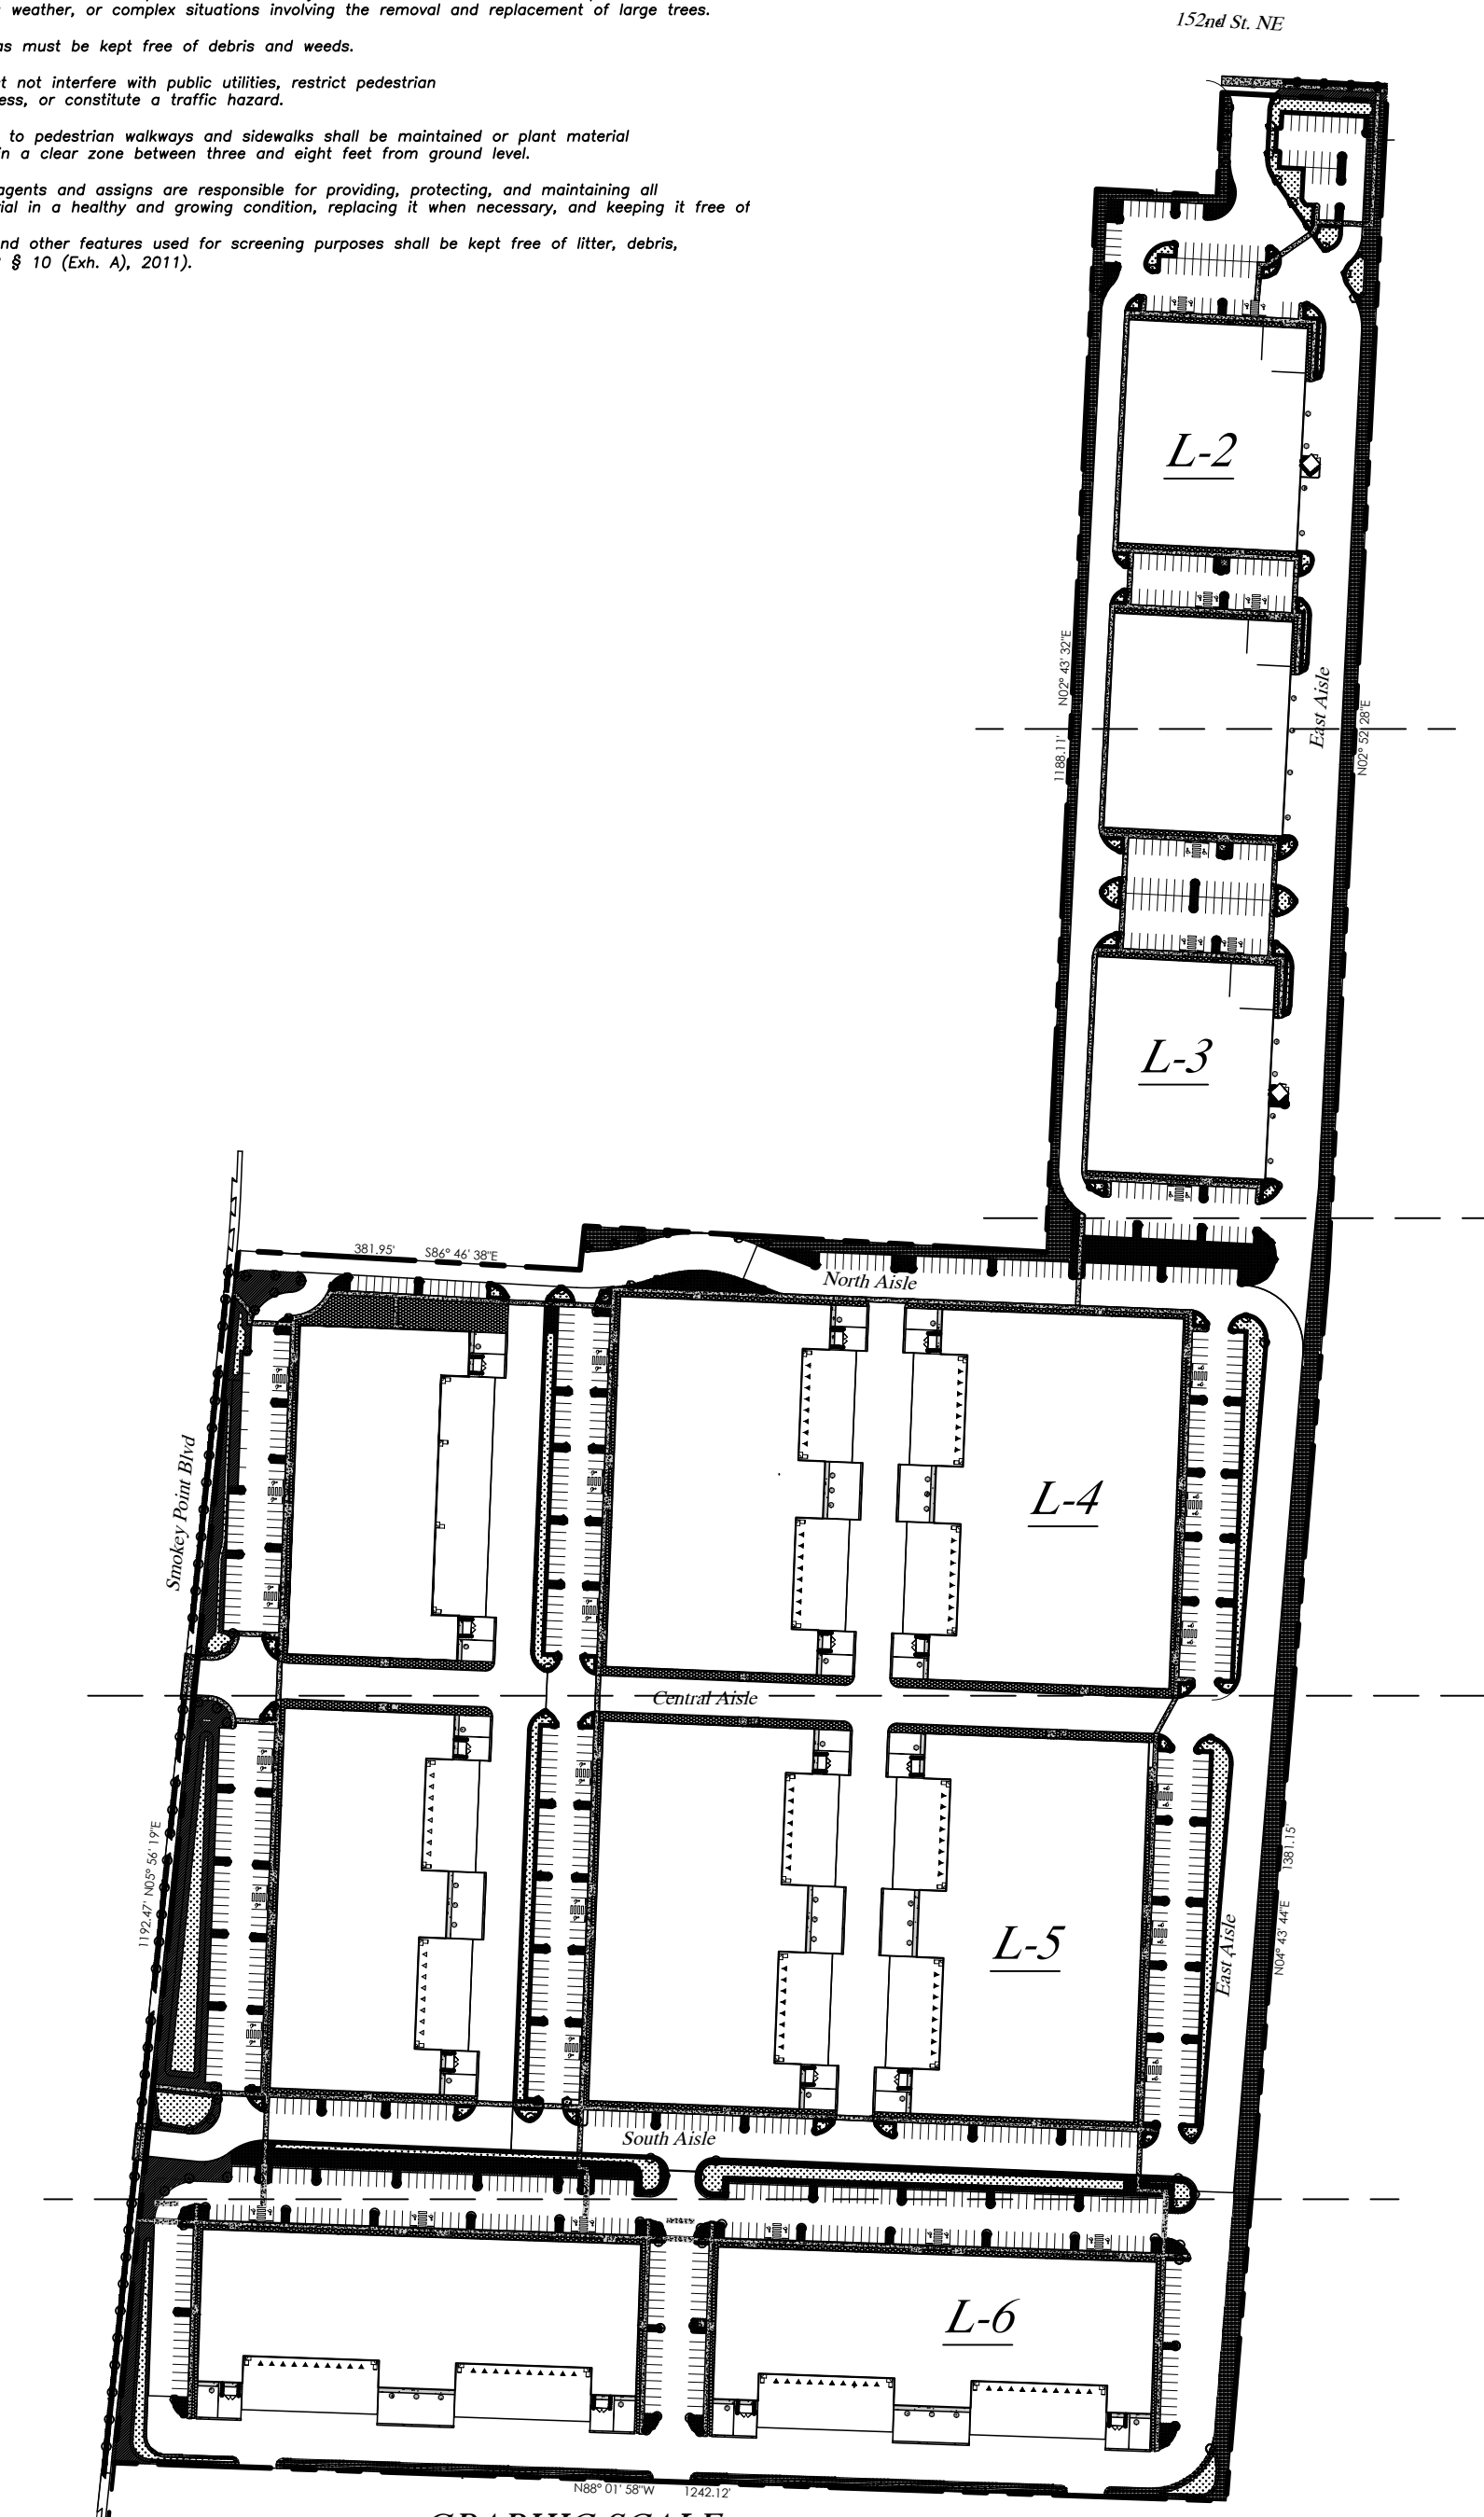 weather, or complex situations involving the removal and replacement of large trees.
must be kept free of debris and weeds.
not interfere with public utilities, restrict pedestrian
or constitute a traffic hazard.
to pedestrian walkways and sidewalks shall be maintained or plant material
in a clear zone between three and eight feet from ground level.
agents and assigns are responsible for providing, protecting, and maintaining all
in a healthy and growing condition, replacing it when necessary, and keeping it free of
and other features used for screening purposes shall be kept free of litter, debris,
§ 10 (Exh. A), 2011).
152nd St. NE
L-2
N02° 43' 32"E
1188.11'
East Aisle
N02° 52' 28"E
L-3
381.95'
S86° 46' 38"E
North Aisle
Smokey Point Blvd
L-4
Central Aisle
1192.47' N05° 56' 19"E
L-5
East Aisle
1381.15'
N04° 43' 44"E
South Aisle
L-6
N88° 01' 58"W
1242.12'
GRAPHIC SCALE